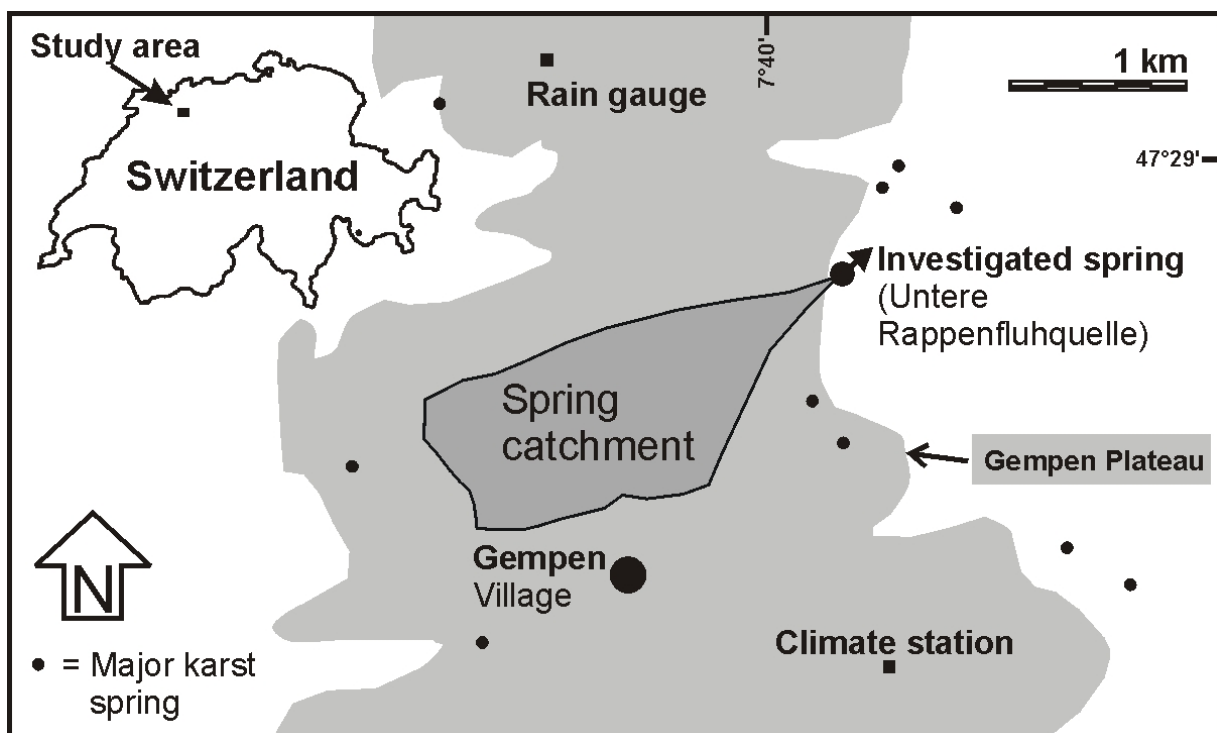 Study area
Switzerland
Rain gauge
7°40'
1 km
47°29'
Investigated spring
(Untere
Rappenfluhquelle)
Spring
catchment
Gempen Plateau
Gempen
Village
Climate station
N
= Major karst
spring